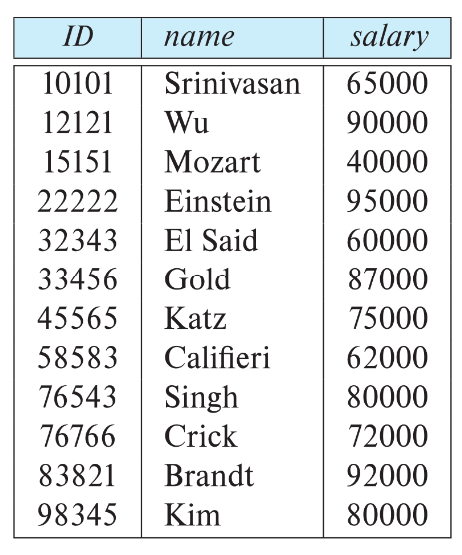 ID name salary
10101 Srinivasan 65000
12121 Wu 90000
15151 Mozart 40000
22222 Einstein 95000
32343 El Said 60000
33456 Gold 87000
45565 Katz 75000
58583 Califieri 62000
76543 Singh 80000
76766 Crick 72000
83821 Brandt 92000
98345 Kim 80000